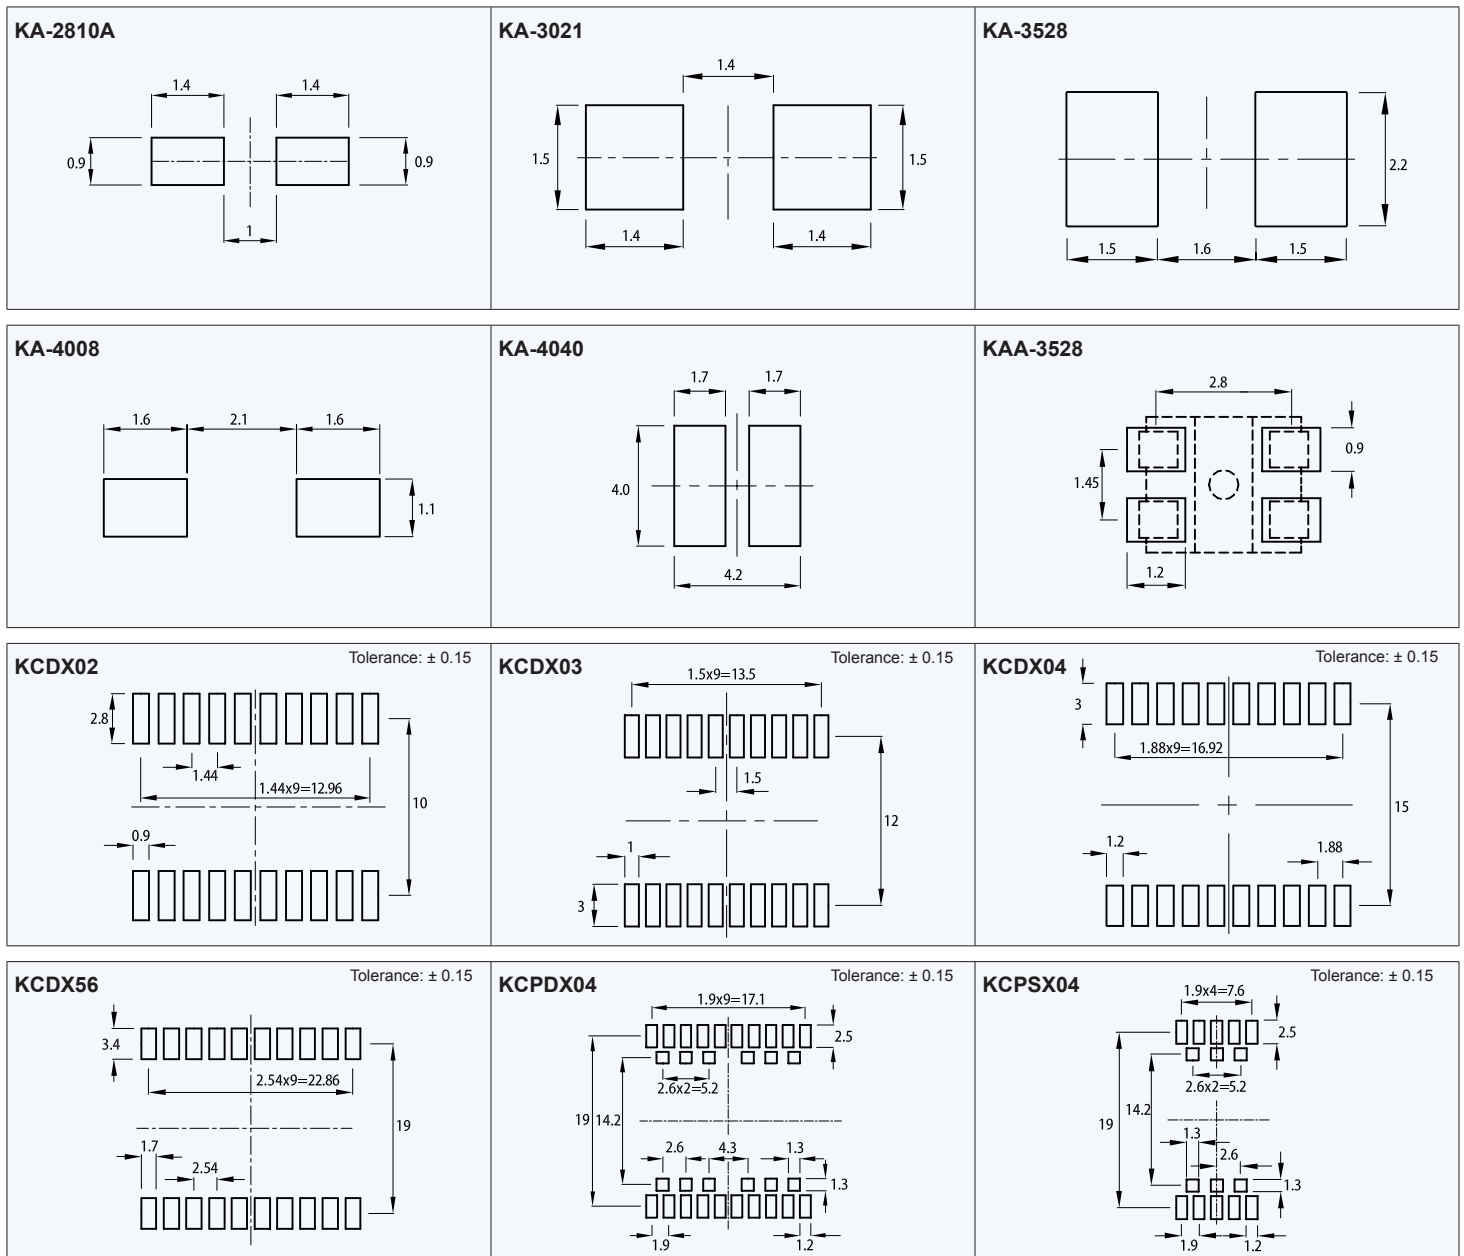 KA-2810A
1.4
1.4
0.9
0.9
1
KA-3021
1.4
1.5
1.5
1.4
1.4
KA-3528
2.2
1.5
1.6
1.5
KA-4008
1.6
2.1
1.6
1.1
KA-4040
1.7
1.7
4.0
4.2
KAA-3528
2.8
0.9
1.45
1.2
KCDX02
Tolerance: ± 0.15
2.8
1.44
1.44x9=12.96
10
0.9
KCDX03
Tolerance: ± 0.15
1.5x9=13.5
1.5
12
1
3
KCDX04
Tolerance: ± 0.15
3
1.88x9=16.92
15
1.2
1.88
KCDX56
Tolerance: ± 0.15
3.4
2.54x9=22.86
19
1.7
2.54
KCPDX04
Tolerance: ± 0.15
1.9x9=17.1
2.5
2.6x2=5.2
19
14.2
2.6
4.3
1.3
1.3
1.9
1.2
KCPSX04
Tolerance: ± 0.15
1.9x4=7.6
2.5
2.6x2=5.2
14.2
19
1.3
2.6
1.3
1.9
1.2